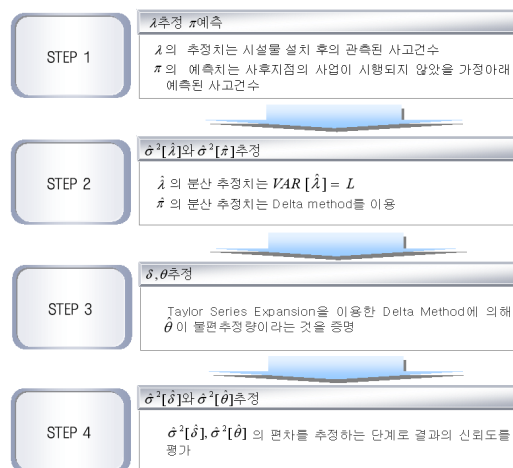 STEP 1
λ추정 π예측
λ의 추정치는 시설물 설치 후의 관측된 사고건수
π의 예측치는 사후지점의 사업이 시행되지 않았을 가정아래
예측된 사고건수
STEP 2
σ̂²[λ̂]와 σ̂²[π̂]추정
λ̂ 의 분산 추정치는 VAR [λ̂] = L
π̂ 의 분산 추정치는 Delta method를 이용
STEP 3
δ,θ추정
Taylor Series Expansion을 이용한 Delta Method에 의해
θ̂ 이 불편추정량이라는 것을 증명
STEP 4
σ̂²[δ̂]와 σ̂²[θ̂]추정
σ̂²[δ̂],σ̂²[θ̂] 의 편차를 추정하는 단계로 결과의 신뢰도를
평가